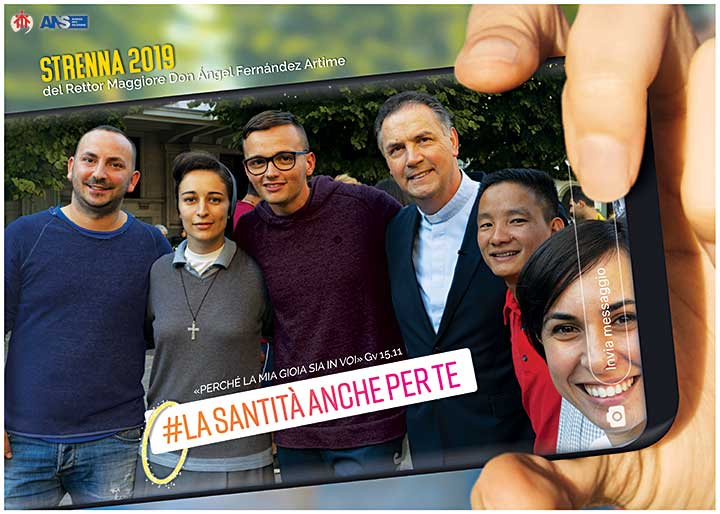 ANS
STRENNA 2019
del Rettor Maggiore Don Ángel Fernández Artime
Invia messaggio
«PERCHÉ LA MIA GIOIA SIA IN VOI» Gv 15,11
#LA SANTITÀ ANCHE PER TE